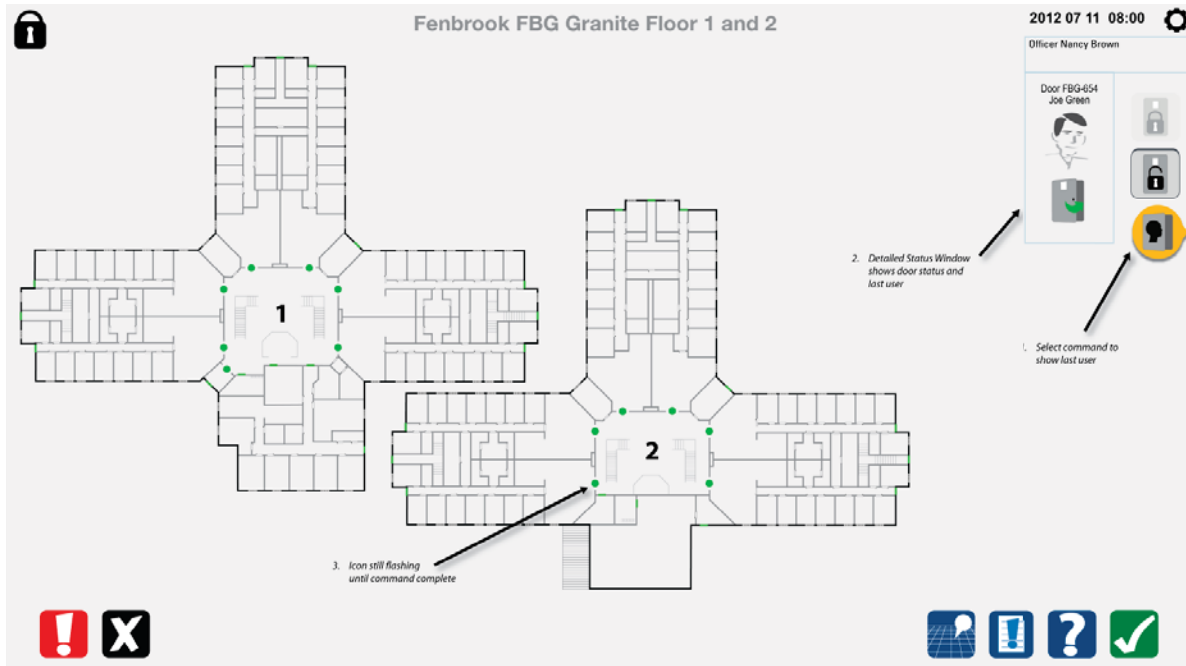 Fenbrook FBG Granite Floor 1 and 2
2012 07 11 08:00
Officer Nancy Brown
Door FBG-654
Joe Green
1
2. Detailed Status Window
shows door status and
last user
1. Select command to
show last user
2
3. Icon still flashing
until command complete